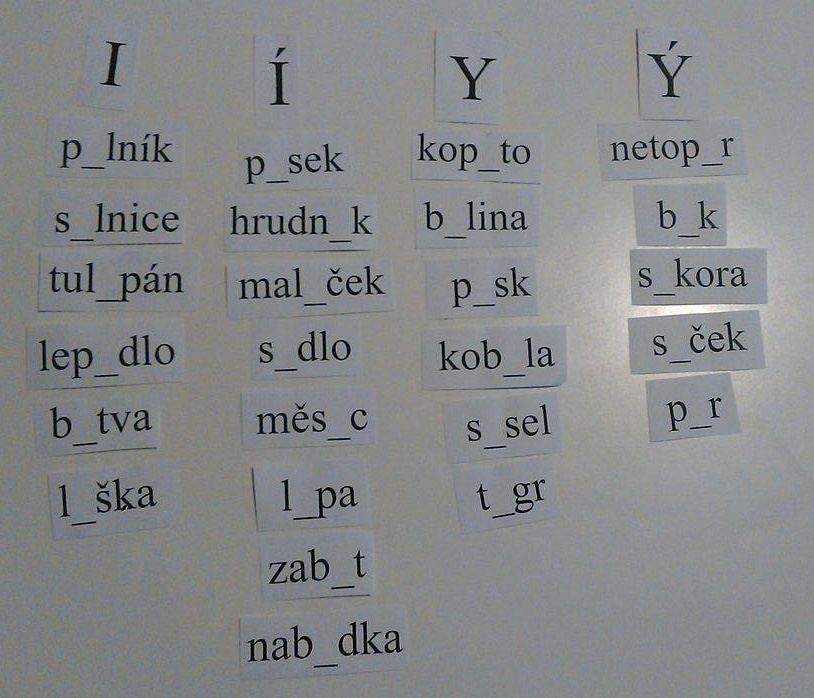 I Í Y Ý
p_lník p_sek kop_to netop_r
s_lnice hrudn_k b_lina b_k
tul_pán mal_ček p_sk s_kora
lep_dlo s_dlo kob_la s_ček
b_tva měs_c s_sel p_r
l_ška l_pa t_gr
zab_t
nab_dka